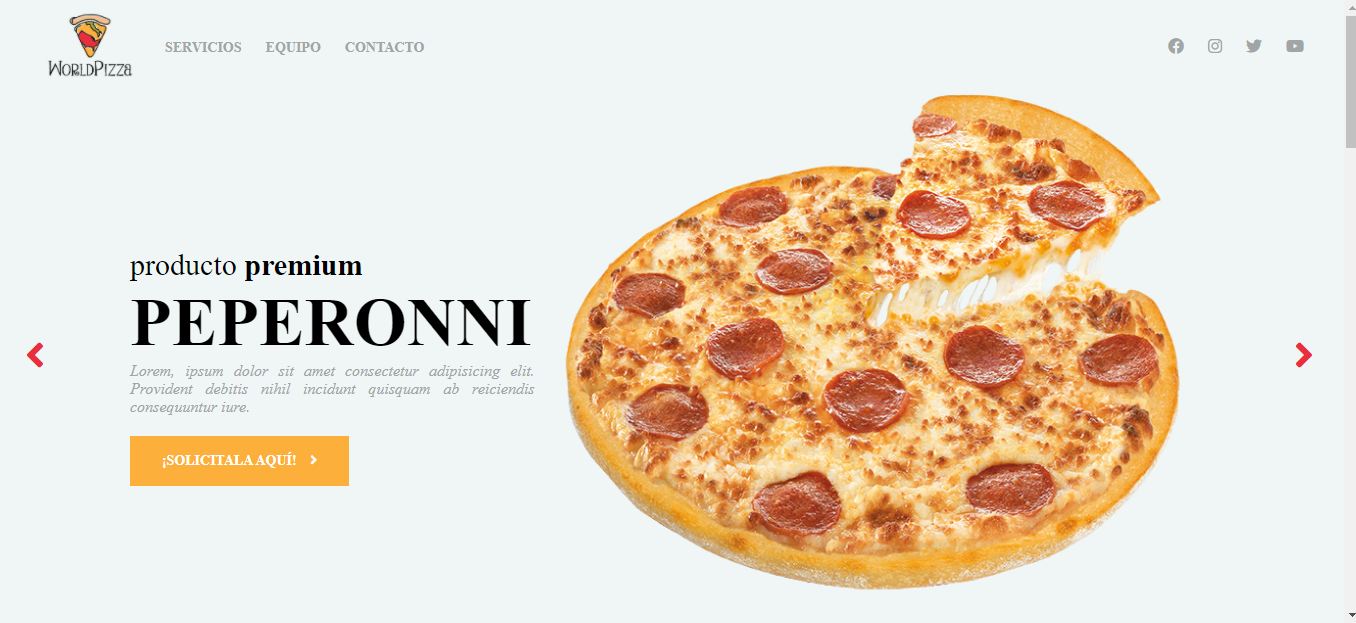 WORLDPIZZA
SERVICIOS EQUIPO CONTACTO
producto premium
PEPERONNI
Lorem, ipsum dolor sit amet consectetur adipisicing elit.
Provident debitis nihil incidunt quisquam ab reiciendis
consequuntur iure.
¡SOLICITALA AQUÍ!